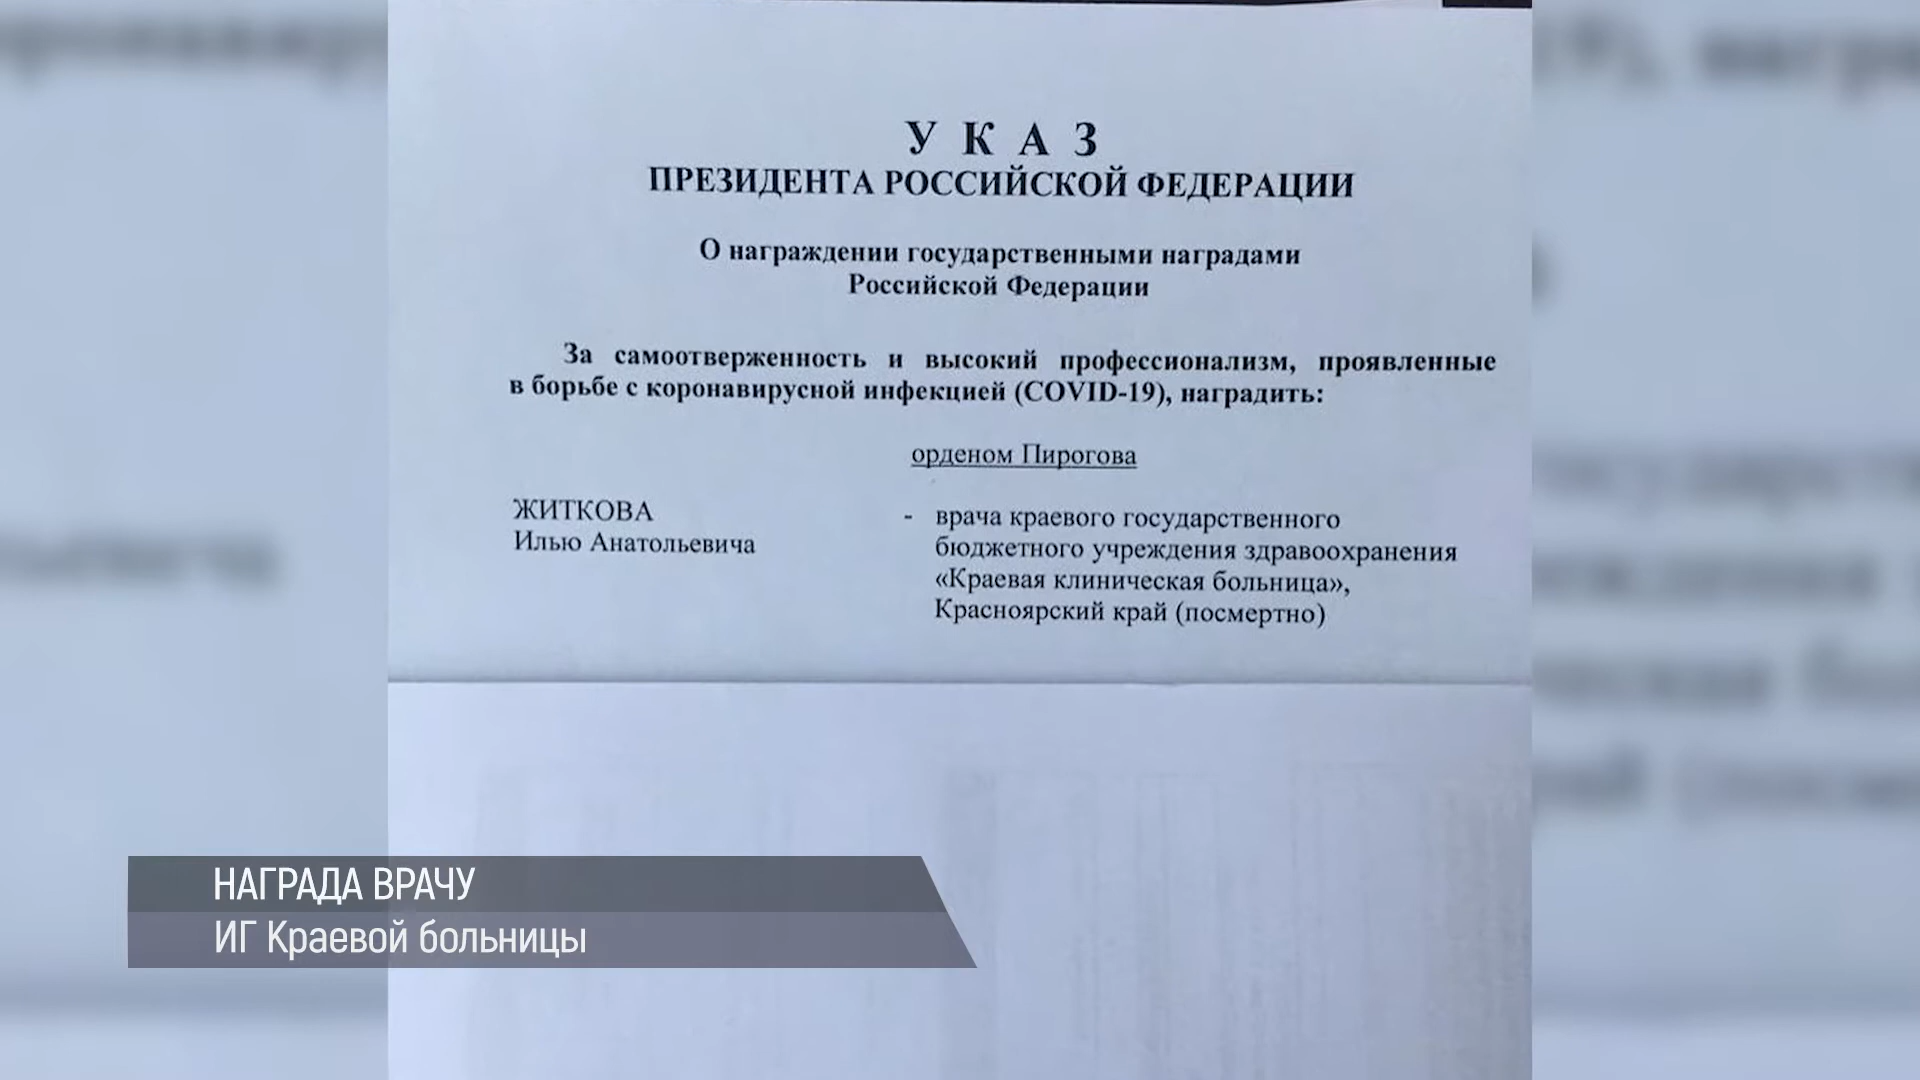 У К А З
ПРЕЗИДЕНТА РОССИЙСКОЙ ФЕДЕРАЦИИ
О награждении государственными наградами
Российской Федерации
За самоотверженность и высокий профессионализм, проявленные
в борьбе с коронавирусной инфекцией (COVID-19), наградить:
орденом Пирогова
ЖИТКОВА
Илью Анатольевича
- врача краевого государственного
бюджетного учреждения здравоохранения
«Краевая клиническая больница»,
Красноярский край (посмертно)
НАГРАДА ВРАЧУ
ИГ Краевой больницы